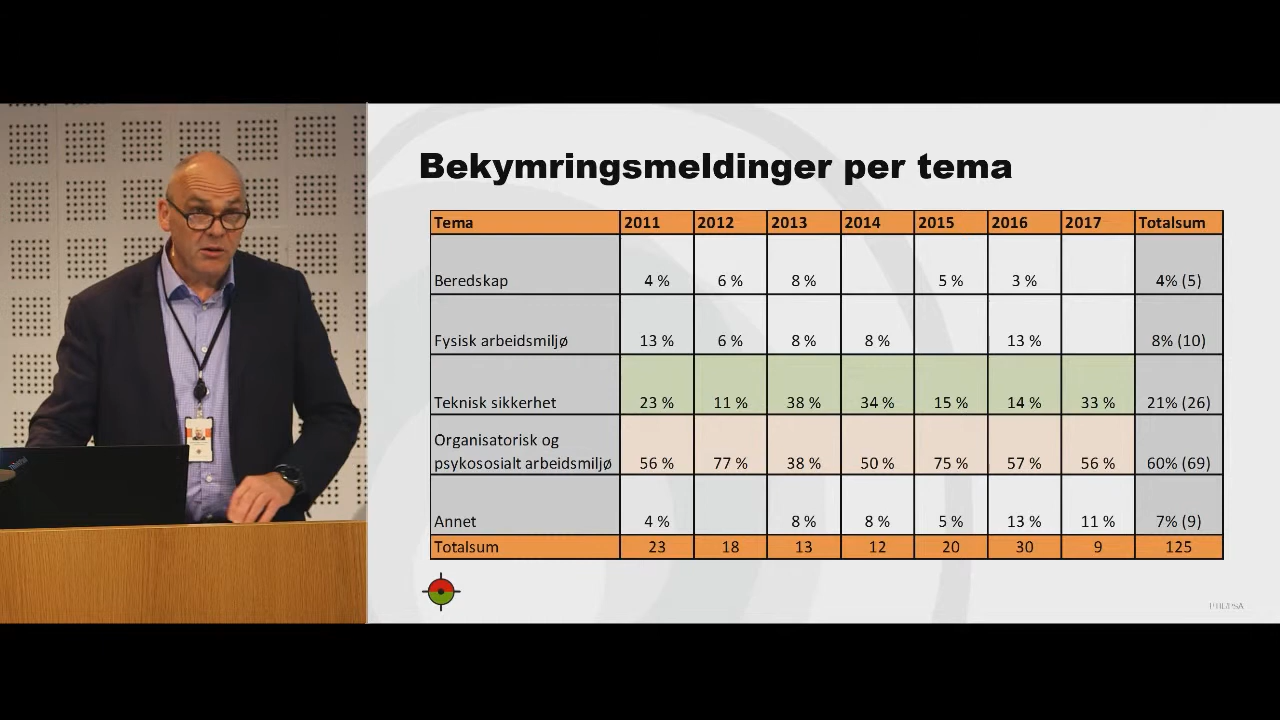 Bekymringsmeldinger per tema
Tema 2011 2012 2013 2014 2015 2016 2017 Totalsum
Beredskap 4 % 6 % 8 % 5 % 3 % 4% (5)
Fysisk arbeidsmiljø 13 % 6 % 8 % 8 % 13 % 8% (10)
Teknisk sikkerhet 23 % 11 % 38 % 34 % 15 % 14 % 33 % 21% (26)
Organisatorisk og
psykososialt arbeidsmiljø 56 % 77 % 38 % 50 % 75 % 57 % 56 % 60% (69)
Annet 4 % 8 % 8 % 5 % 13 % 11 % 7% (9)
Totalsum 23 18 13 12 20 30 9 125